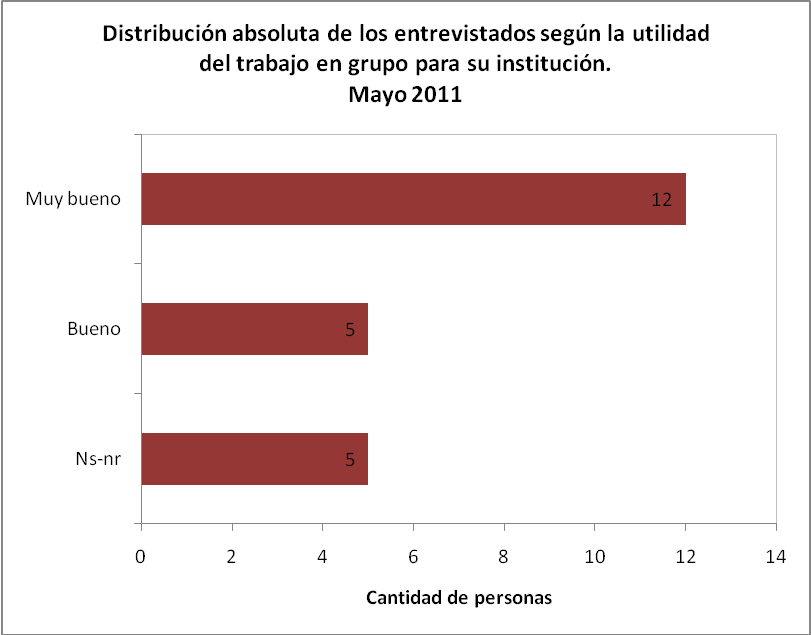 Distribución absoluta de los entrevistados según la utilidad
del trabajo en grupo para su institución.
Mayo 2011
Muy bueno
12
Bueno
5
Ns-nr
5
0 2 4 6 8 10 12 14
Cantidad de personas